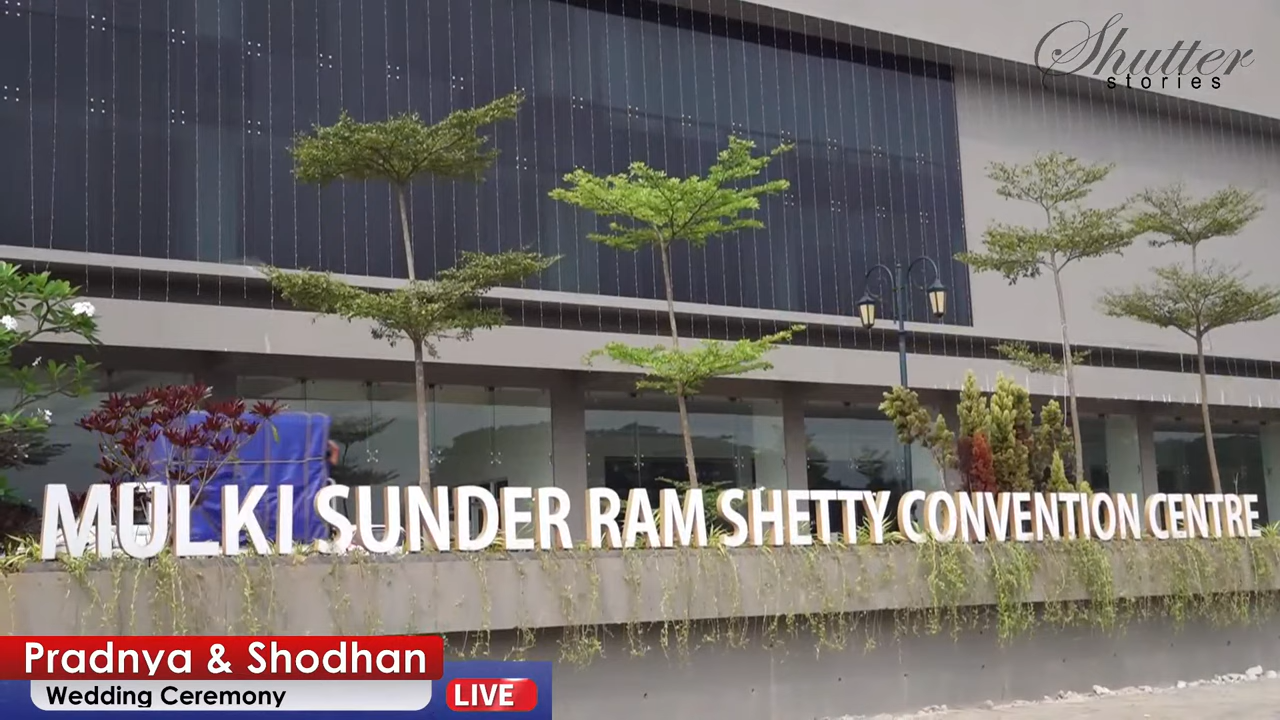 Shutter
stories
MULKI SUNDER RAM SHETTY CONVENTION CENTRE
Pradnya & Shodhan
Wedding Ceremony
LIVE